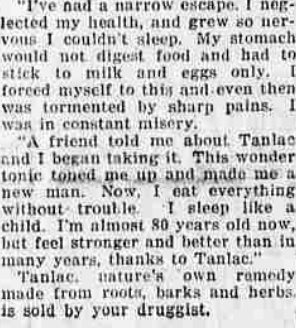 "I've had a narrow escape. I neg-
lected my health, and grew so ner-
vous I couldn't sleep. My stomach
would not digest food and had to
stick to milk and eggs only. I
forced myself to this and even then
was tormented by sharp pains. I
was in constant misery.
"A friend told me about Tanlac
and I began taking it. This wonder
tonic toned me up and made me a
new man. Now, I eat everything
without trouble. I sleep like a
child. I'm almost 80 years old now,
but feel stronger and better than in
many years, thanks to Tanlac."
Tanlac, nature's own remedy
made from roots, barks and herbs,
is sold by your druggist.